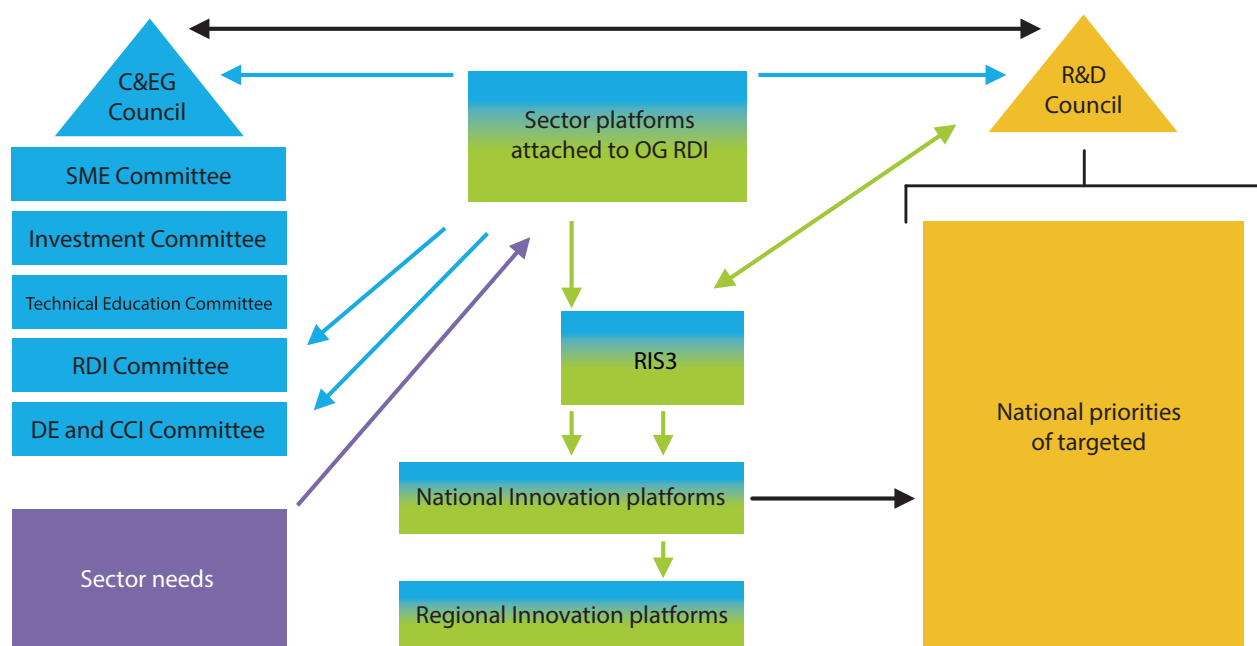 C&EG
Council
SME Committee
Investment Committee
Technical Education Committee
RDI Committee
DE and CCI Committee
Sector needs
Sector platforms
attached to OG RDI
RIS3
National Innovation platforms
Regional Innovation platforms
R&D
Council
National priorities
of targeted